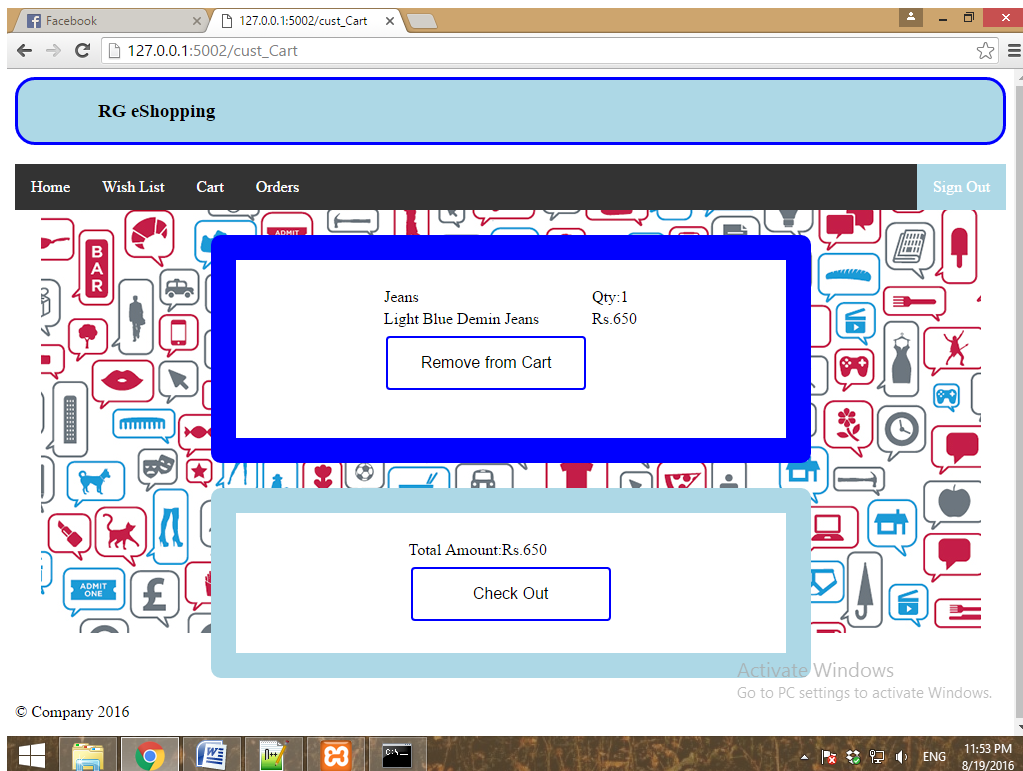 Facebook
127.0.0.1:5002/cust_Cart
127.0.0.1:5002/cust_Cart
RG eShopping
Home Wish List Cart Orders Sign Out
BAR
ADMIT
Jeans Qty:1
Light Blue Demin Jeans Rs.650
Remove from Cart
Total Amount:Rs.650
Check Out
ADMIT
ONE
£
Activate Windows
Go to PC settings to activate Windows.
© Company 2016
C:\
ENG
11:53 PM
8/19/2016